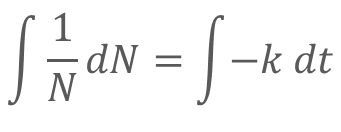 ∫ 1/N dN = ∫ −k dt